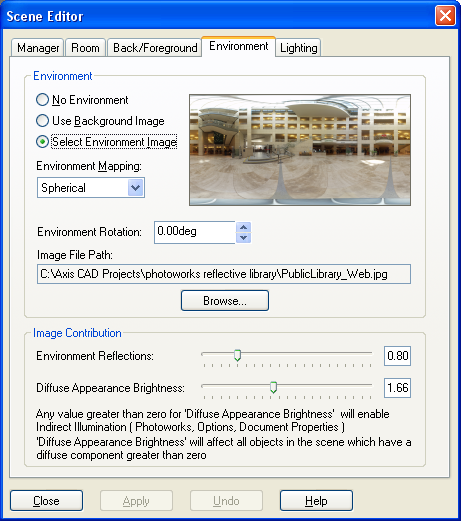 Scene Editor
Manager Room Back/Foreground Environment Lighting
Environment
No Environment
Use Background Image
Select Environment Image
Environment Mapping:
Spherical
Environment Rotation: 0.00deg
Image File Path:
C:\Axis CAD Projects\photoworks reflective library\PublicLibrary_Web.jpg
Browse...
Image Contribution
Environment Reflections: 0.80
Diffuse Appearance Brightness: 1.66
Any value greater than zero for 'Diffuse Appearance Brightness' will enable
Indirect Illumination ( Photoworks, Options, Document Properties )
'Diffuse Appearance Brightness' will affect all objects in the scene which have a
diffuse component greater than zero
Close Apply Undo Help